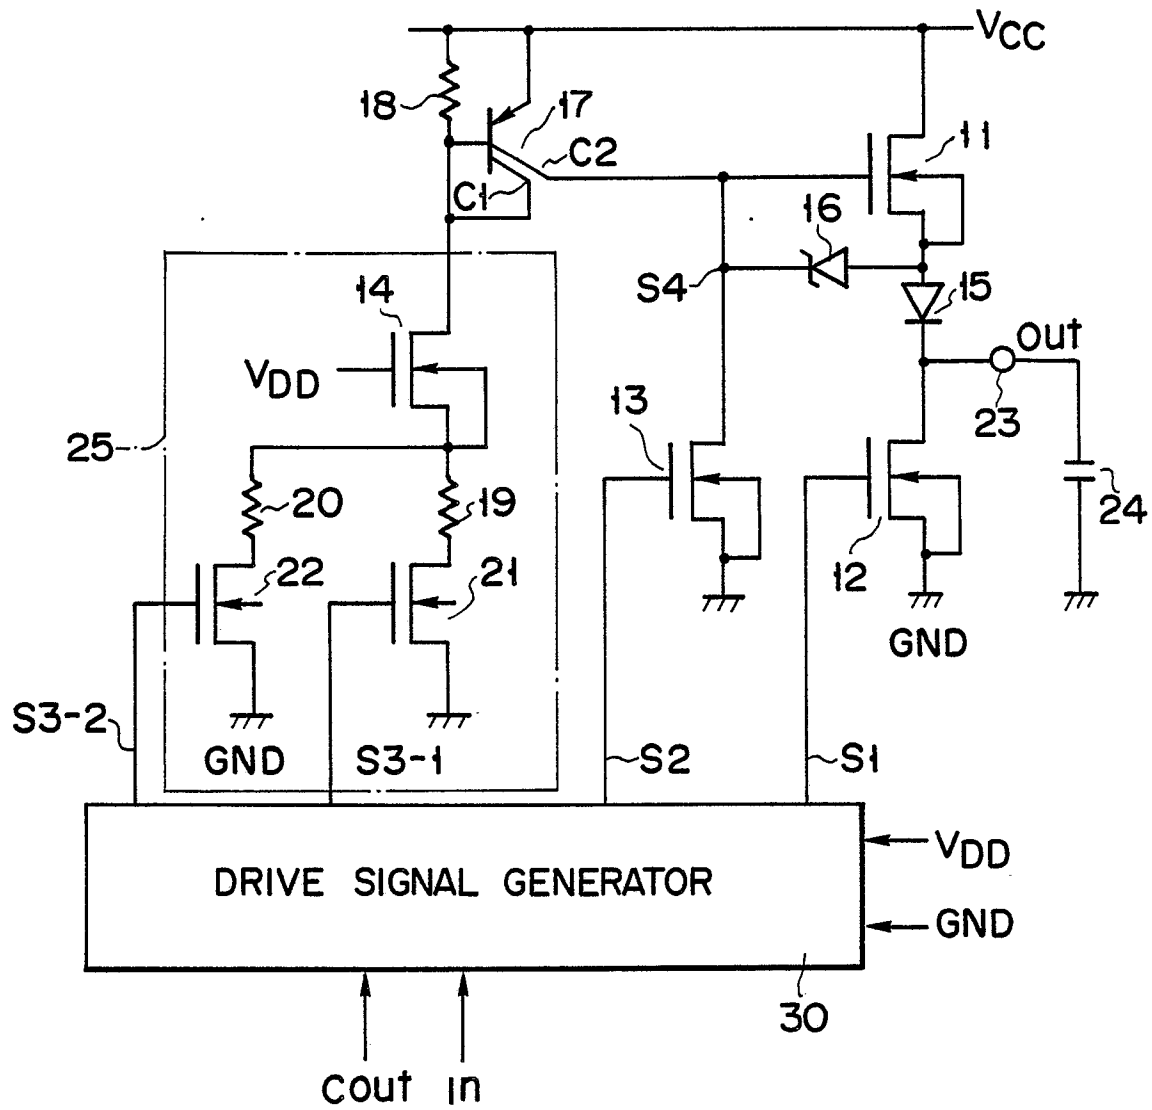 VCC
18
17
11
C2
C1
16
S4
15
14
OUT
VDD
13
23
25
20
19
24
22
21
12
GND
S3-2
GND
S3-1
S2
S1
DRIVE SIGNAL GENERATOR
VDD
GND
30
Cout
In